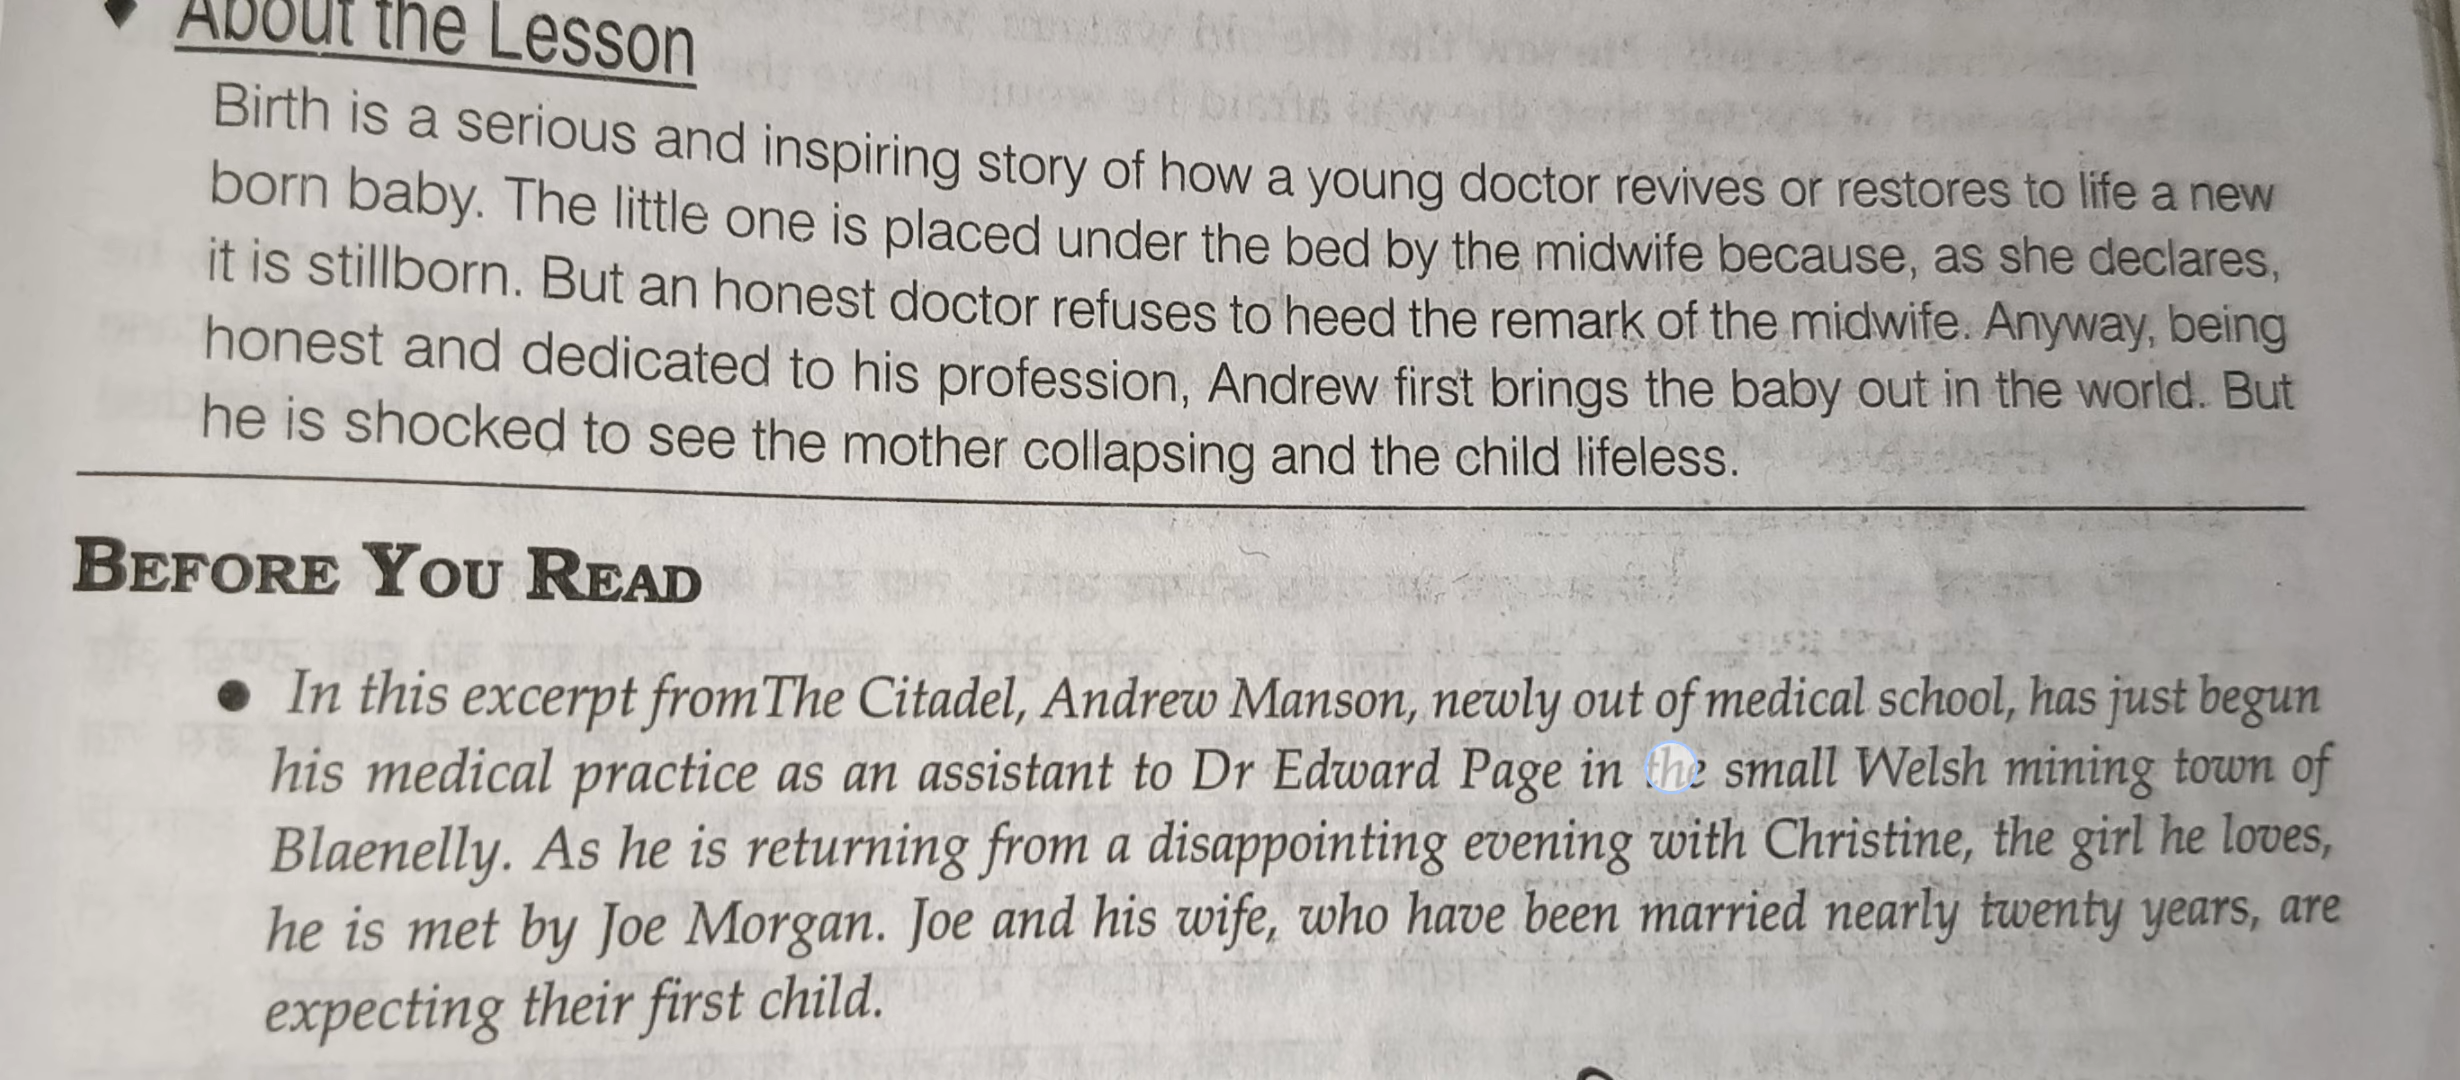 About the Lesson
Birth is a serious and inspiring story of how a young doctor revives or restores to life a new
born baby. The little one is placed under the bed by the midwife because, as she declares,
it is stillborn. But an honest doctor refuses to heed the remark of the midwife. Anyway, being
honest and dedicated to his profession, Andrew first brings the baby out in the world. But
he is shocked to see the mother collapsing and the child lifeless.
BEFORE YOU READ
● In this excerpt fromThe Citadel, Andrew Manson, newly out of medical school, has just begun
his medical practice as an assistant to Dr Edward Page in the small Welsh mining town of
Blaenelly. As he is returning from a disappointing evening with Christine, the girl he loves,
he is met by Joe Morgan. Joe and his wife, who have been married nearly twenty years, are
expecting their first child.